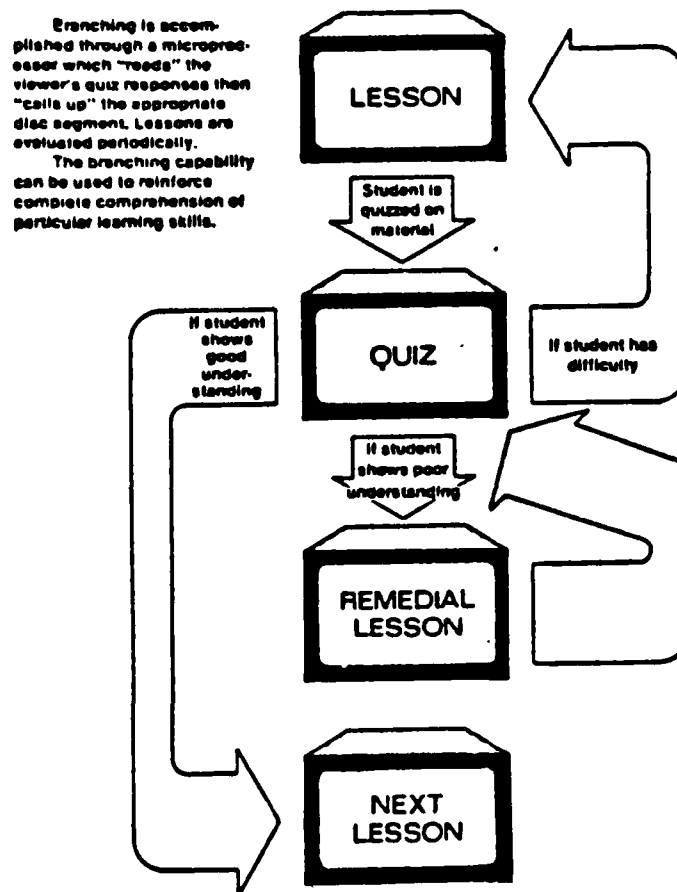 Branching is accom-
plished through a microproc-
essor which "reads" the
viewer's quiz responses then
"calls up" the appropriate
disc segment. Lessons are
evaluated periodically.
The branching capability
can be used to reinforce
complete comprehension of
particular learning skills.
LESSON
Student is
quizzed on
material
QUIZ
If student
shows
good
under-
standing
If student has
difficulty
If student
shows poor
understanding
REMEDIAL
LESSON
NEXT
LESSON